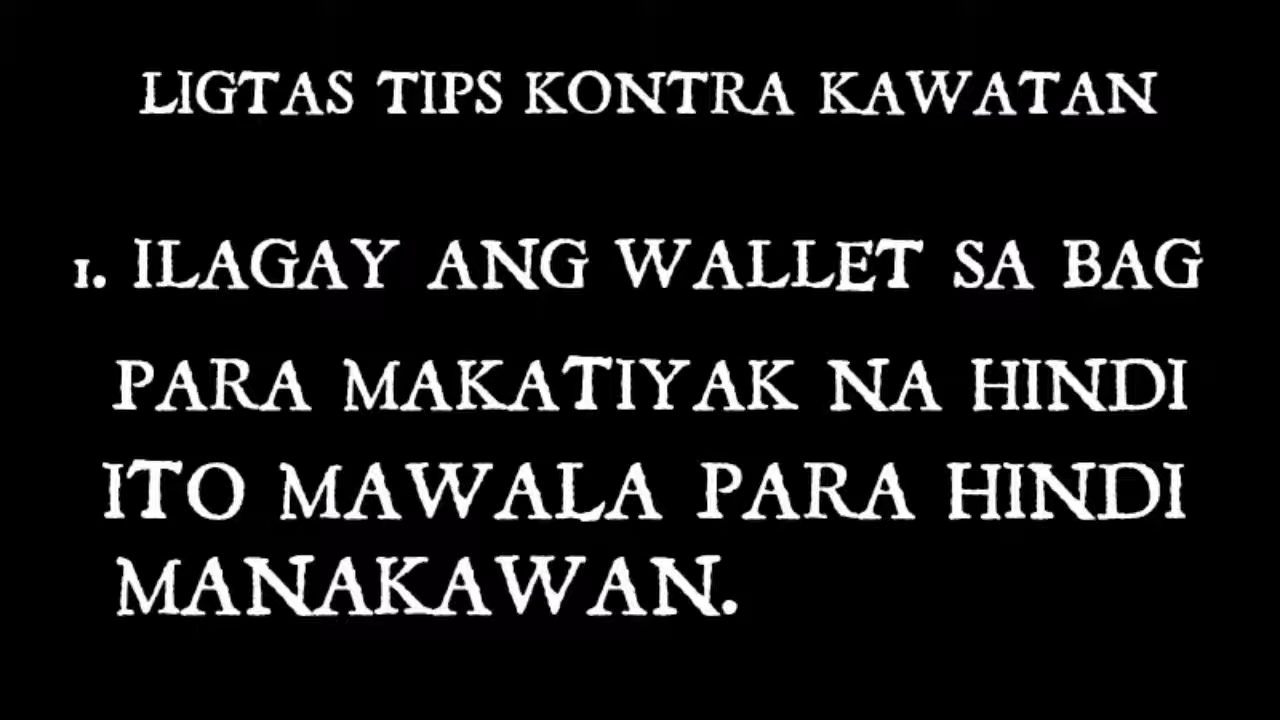 LIGTAS TIPS KONTRA KAWATAN
1. ILAGAY ANG WALLET SA BAG
PARA MAKATIYAK NA HINDI
ITO MAWALA PARA HINDI
MANAKAWAN.